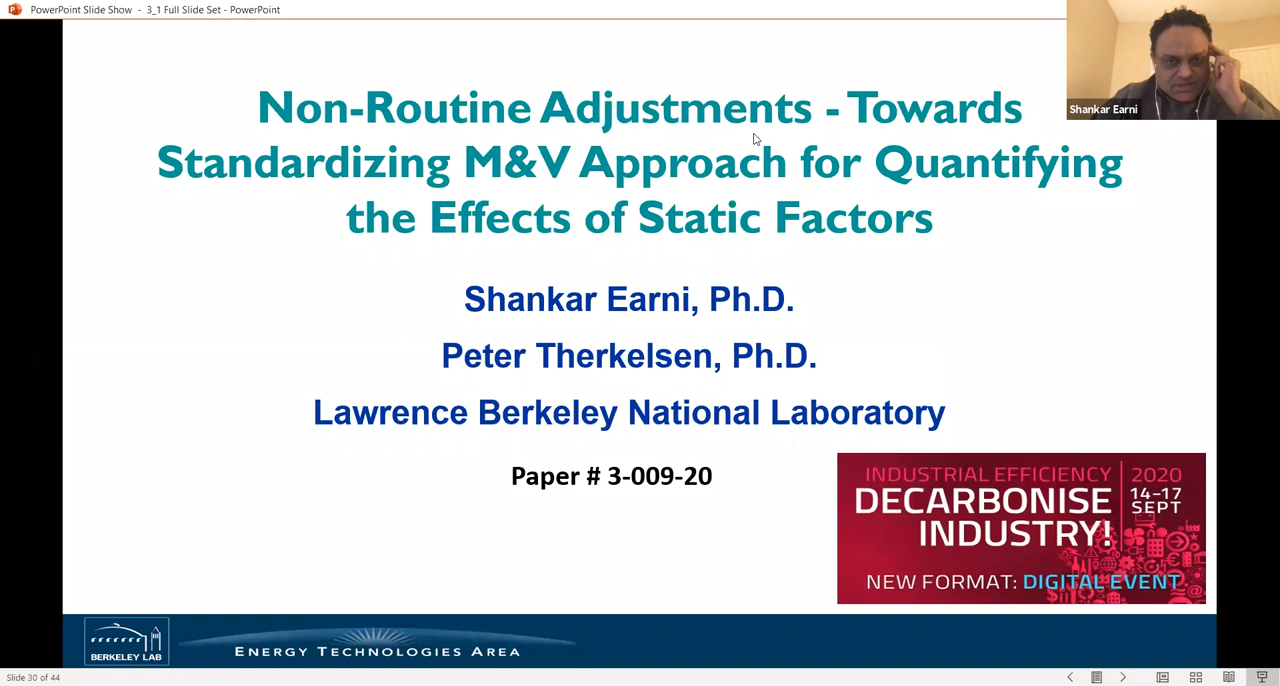 PowerPoint Slide Show - 3_1 Full Slide Set - PowerPoint
Shankar Earni
Non-Routine Adjustments - Towards
Standardizing M&V Approach for Quantifying
the Effects of Static Factors
Shankar Earni, Ph.D.
Peter Therkelsen, Ph.D.
Lawrence Berkeley National Laboratory
Paper # 3-009-20
INDUSTRIAL EFFICIENCY 2020
DECARBONISE 14-17
INDUSTRY! SEPT
NEW FORMAT: DIGITAL EVENT
BERKELEY LAB
ENERGY TECHNOLOGIES AREA
Slide 30 of 44